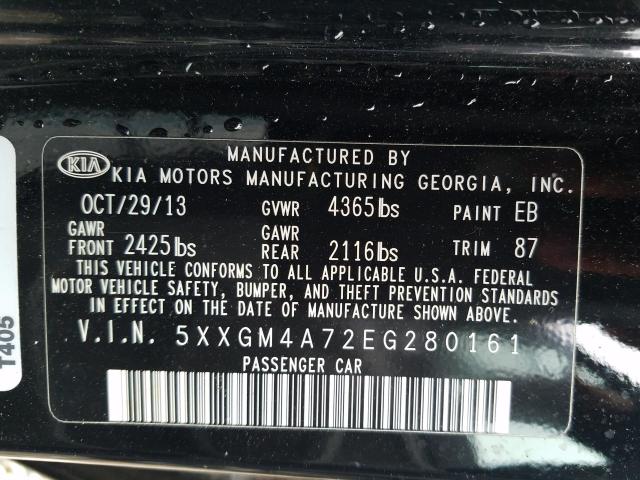 MANUFACTURED BY
KIA KIA MOTORS MANUFACTURING GEORGIA, INC.
OCT/29/13 GVWR 4365lbs PAINT EB
GAWR GAWR
FRONT 2425lbs REAR 2116lbs TRIM 87
THIS VEHICLE CONFORMS TO ALL APPLICABLE U.S.A. FEDERAL
MOTOR VEHICLE SAFETY, BUMPER, AND THEFT PREVENTION STANDARDS
IN EFFECT ON THE DATE OF MANUFACTURE SHOWN ABOVE.
V.I.N. 5XXGM4A72EG280161
PASSENGER CAR
T405